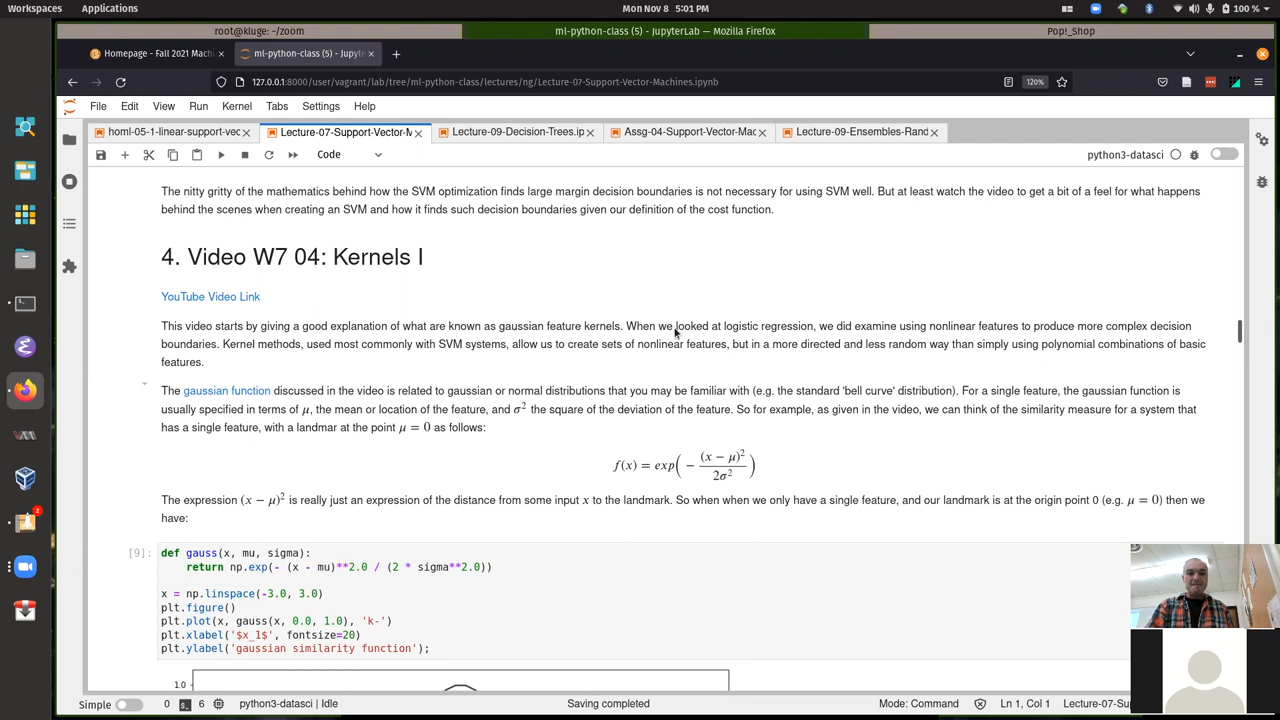 Workspaces Applications Mon Nov 8 5:01 PM 100 %
root@kluge: ~/zoom ml-python-class (5) - JupyterLab — Mozilla Firefox Pop!_Shop
Homepage - Fall 2021 Machi ml-python-class (5) - Jupyte
127.0.0.1:8000/user/vagrant/lab/tree/ml-python-class/lectures/ng/Lecture-07-Support-Vector-Machines.ipynb 120%
File Edit View Run Kernel Tabs Settings Help
homl-05-1-linear-support-vec Lecture-07-Support-Vector-M Lecture-09-Decision-Trees.ip Assg-04-Support-Vector-Mac Lecture-09-Ensembles-Rand
Code python3-datasci
The nitty gritty of the mathematics behind how the SVM optimization finds large margin decision boundaries is not necessary for using SVM well. But at least watch the video to get a bit of a feel for what happens
behind the scenes when creating an SVM and how it finds such decision boundaries given our definition of the cost function.
4. Video W7 04: Kernels I
YouTube Video Link
This video starts by giving a good explanation of what are known as gaussian feature kernels. When we looked at logistic regression, we did examine using nonlinear features to produce more complex decision
boundaries. Kernel methods, used most commonly with SVM systems, allow us to create sets of nonlinear features, but in a more directed and less random way than simply using polynomial combinations of basic
features.
The gaussian function discussed in the video is related to gaussian or normal distributions that you may be familiar with (e.g. the standard 'bell curve' distribution). For a single feature, the gaussian function is
usually specified in terms of μ, the mean or location of the feature, and σ² the square of the deviation of the feature. So for example, as given in the video, we can think of the similarity measure for a system that
has a single feature, with a landmar at the point μ = 0 as follows:
f(x) = exp( − (x − μ)² / 2σ² )
The expression (x − μ)² is really just an expression of the distance from some input x to the landmark. So when when we only have a single feature, and our landmark is at the origin point 0 (e.g. μ = 0) then we
have:
[9]: def gauss(x, mu, sigma):
return np.exp(- (x - mu)**2.0 / (2 * sigma**2.0))
x = np.linspace(-3.0, 3.0)
plt.figure()
plt.plot(x, gauss(x, 0.0, 1.0), 'k-')
plt.xlabel('$x_1$', fontsize=20)
plt.ylabel('gaussian similarity function');
1.0
Simple 0 6 python3-datasci | Idle Saving completed Mode: Command Ln 1, Col 1 Lecture-07-Su